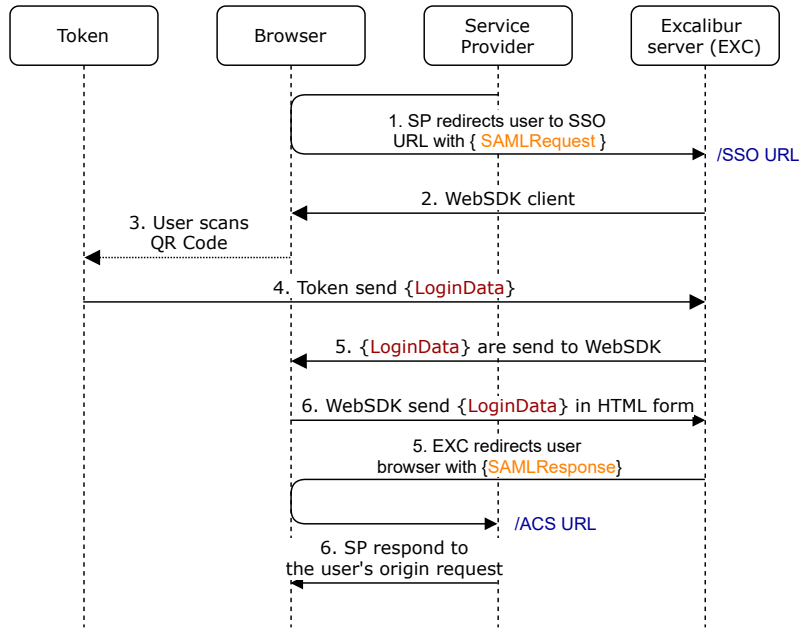 Token
Browser
Service
Provider
Excalibur
server (EXC)
1. SP redirects user to SSO
URL with { SAMLRequest }
/SSO URL
2. WebSDK client
3. User scans
QR Code
4. Token send {LoginData}
5. {LoginData} are send to WebSDK
6. WebSDK send {LoginData} in HTML form
5. EXC redirects user
browser with {SAMLResponse}
/ACS URL
6. SP respond to
the user's origin request